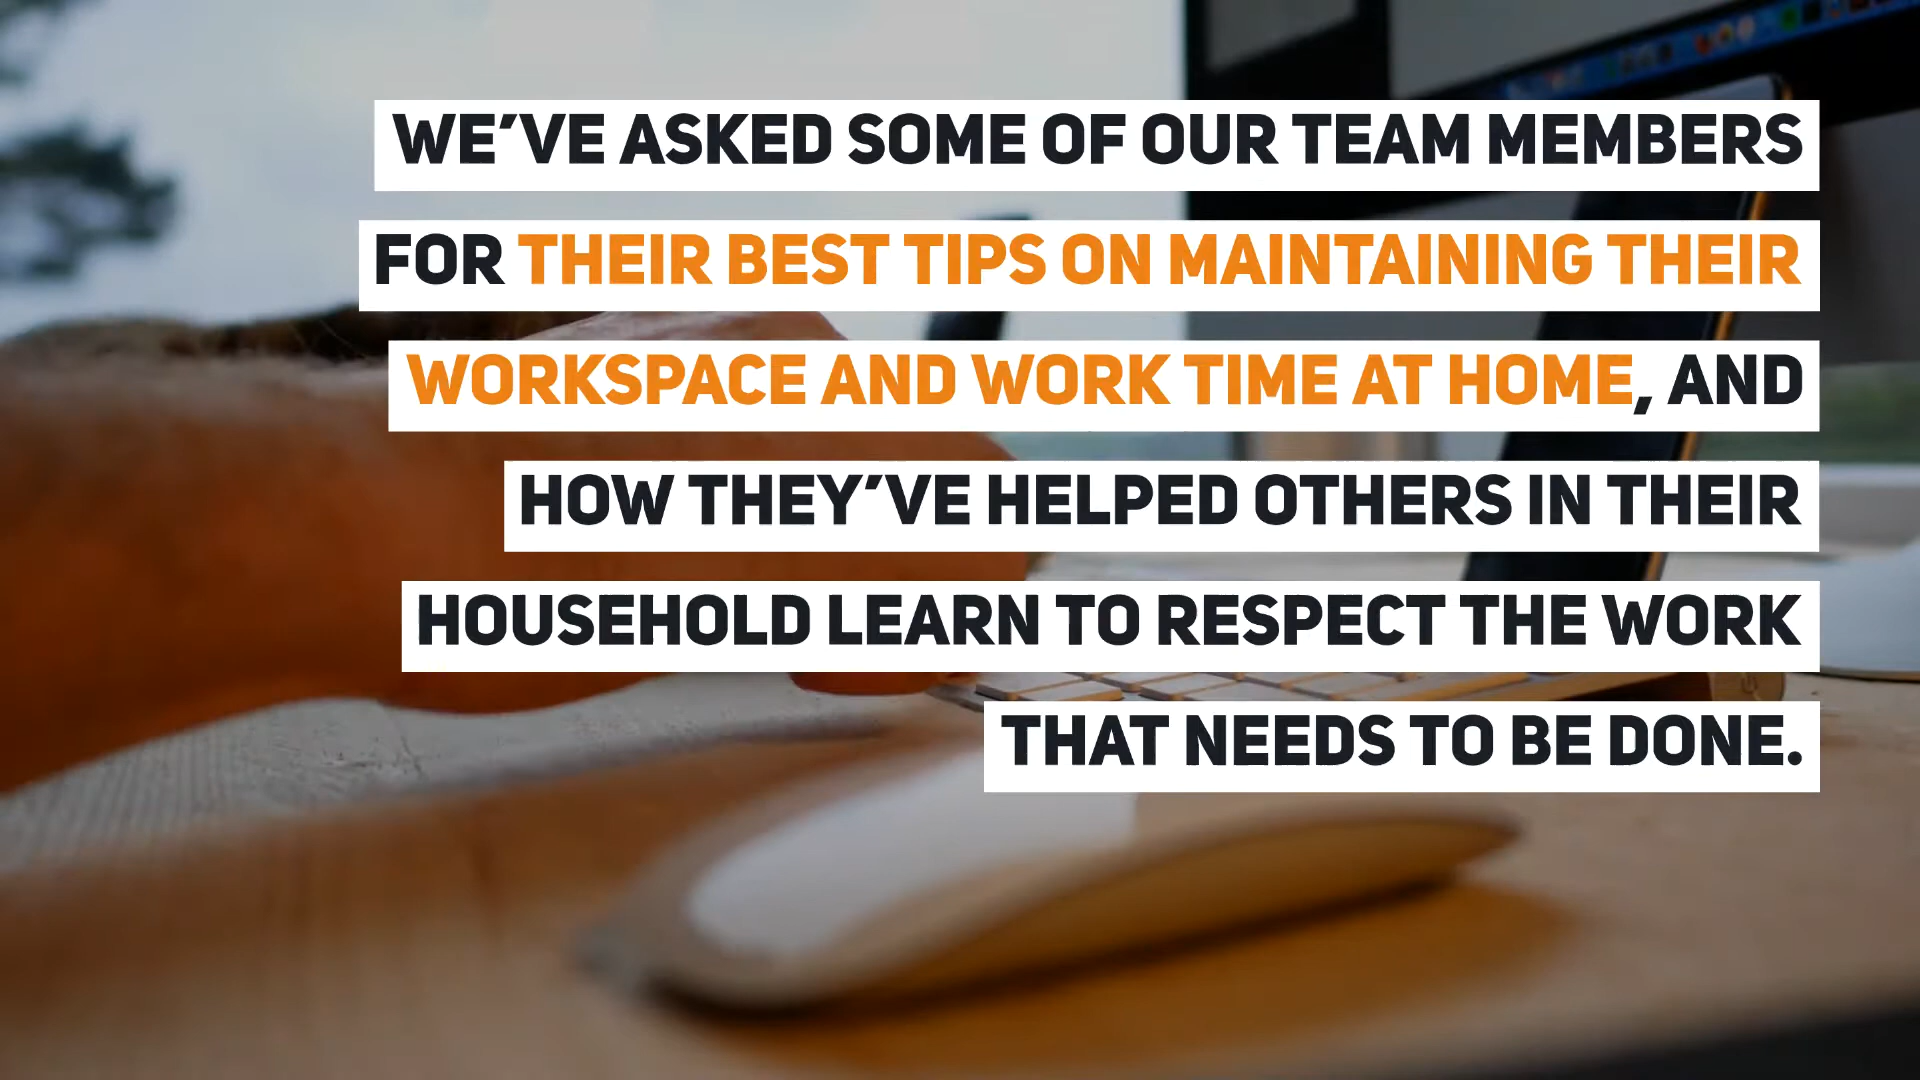 WE’VE ASKED SOME OF OUR TEAM MEMBERS
FOR THEIR BEST TIPS ON MAINTAINING THEIR
WORKSPACE AND WORK TIME AT HOME, AND
HOW THEY’VE HELPED OTHERS IN THEIR
HOUSEHOLD LEARN TO RESPECT THE WORK
THAT NEEDS TO BE DONE.